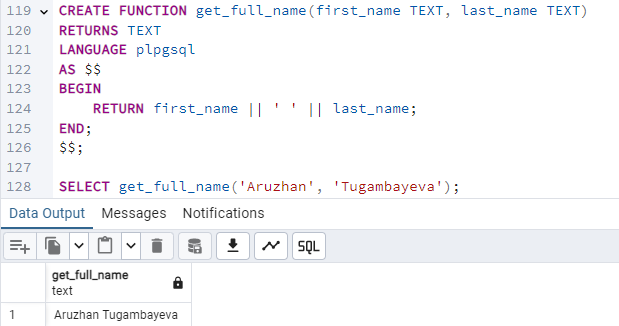 119 CREATE FUNCTION get_full_name(first_name TEXT, last_name TEXT)
120 RETURNS TEXT
121 LANGUAGE plpgsql
122 AS $$
123 BEGIN
124     RETURN first_name || ' ' || last_name;
125 END;
126 $$;
127
128 SELECT get_full_name('Aruzhan', 'Tugambayeva');
Data Output Messages Notifications
SQL
get_full_name
text
1 Aruzhan Tugambayeva